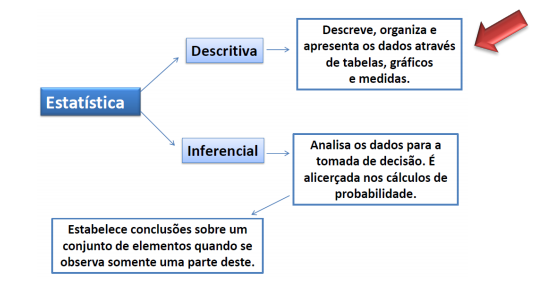 Descreve, organiza e
apresenta os dados através
de tabelas, gráficos
e medidas.
Descritiva
Estatística
Inferencial
Analisa os dados para a
tomada de decisão. É
alicerçada nos cálculos de
probabilidade.
Estabelece conclusões sobre um
conjunto de elementos quando se
observa somente uma parte deste.